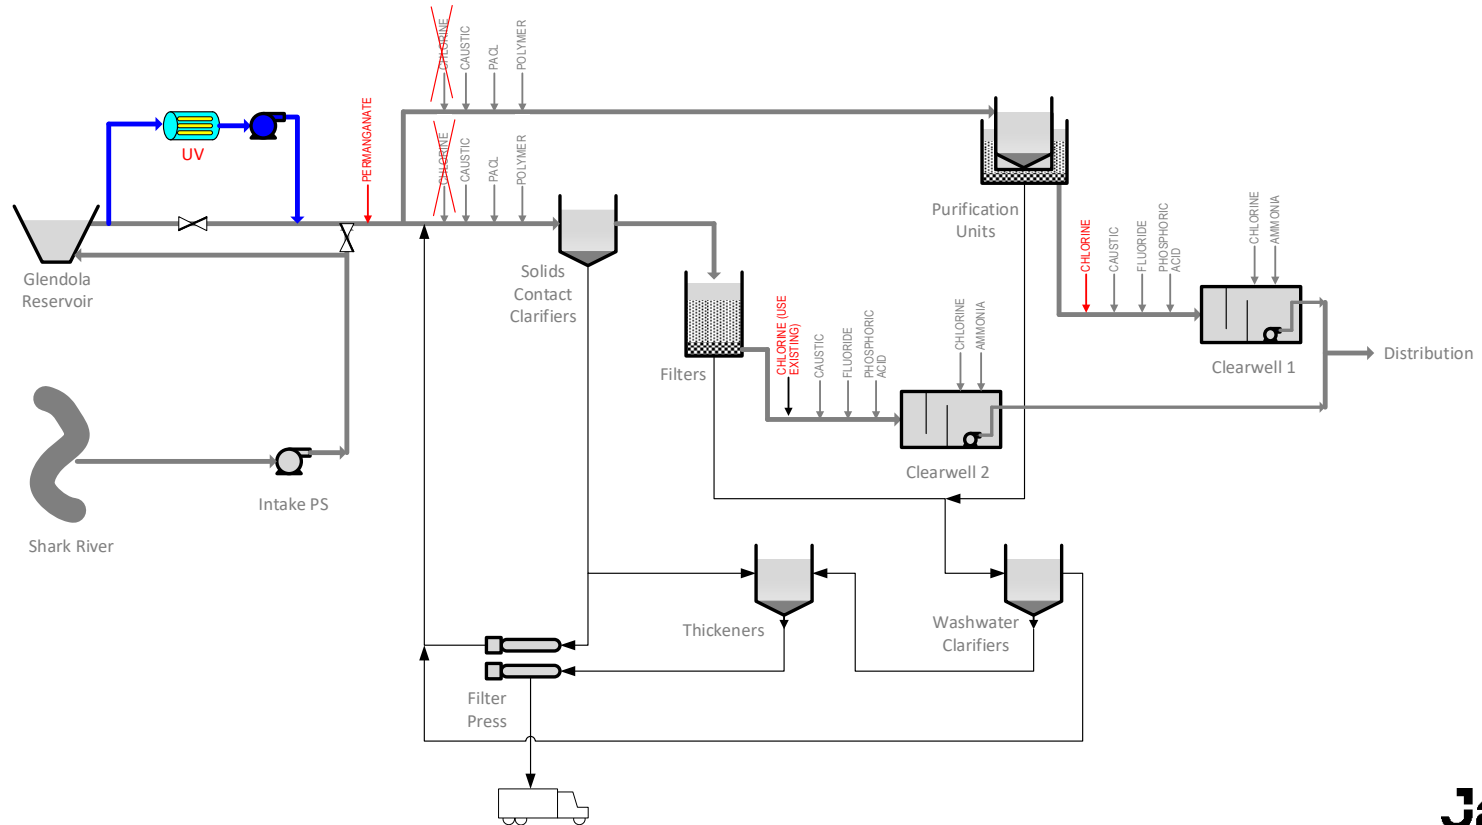 CHLORINE
CAUSTIC
PACL
POLYMER
PERMANGANATE
UV
CHLORINE
CAUSTIC
PACL
POLYMER
Glendola
Reservoir
Solids
Contact
Clarifiers
Purification
Units
CHLORINE
CAUSTIC
FLUORIDE
PHOSPHORIC
ACID
CHLORINE
AMMONIA
Filters
CHLORINE (USE
EXISTING)
CAUSTIC
FLUORIDE
PHOSPHORIC
ACID
CHLORINE
AMMONIA
Clearwell 1
Distribution
Clearwell 2
Intake PS
Shark River
Thickeners
Washwater
Clarifiers
Filter
Press